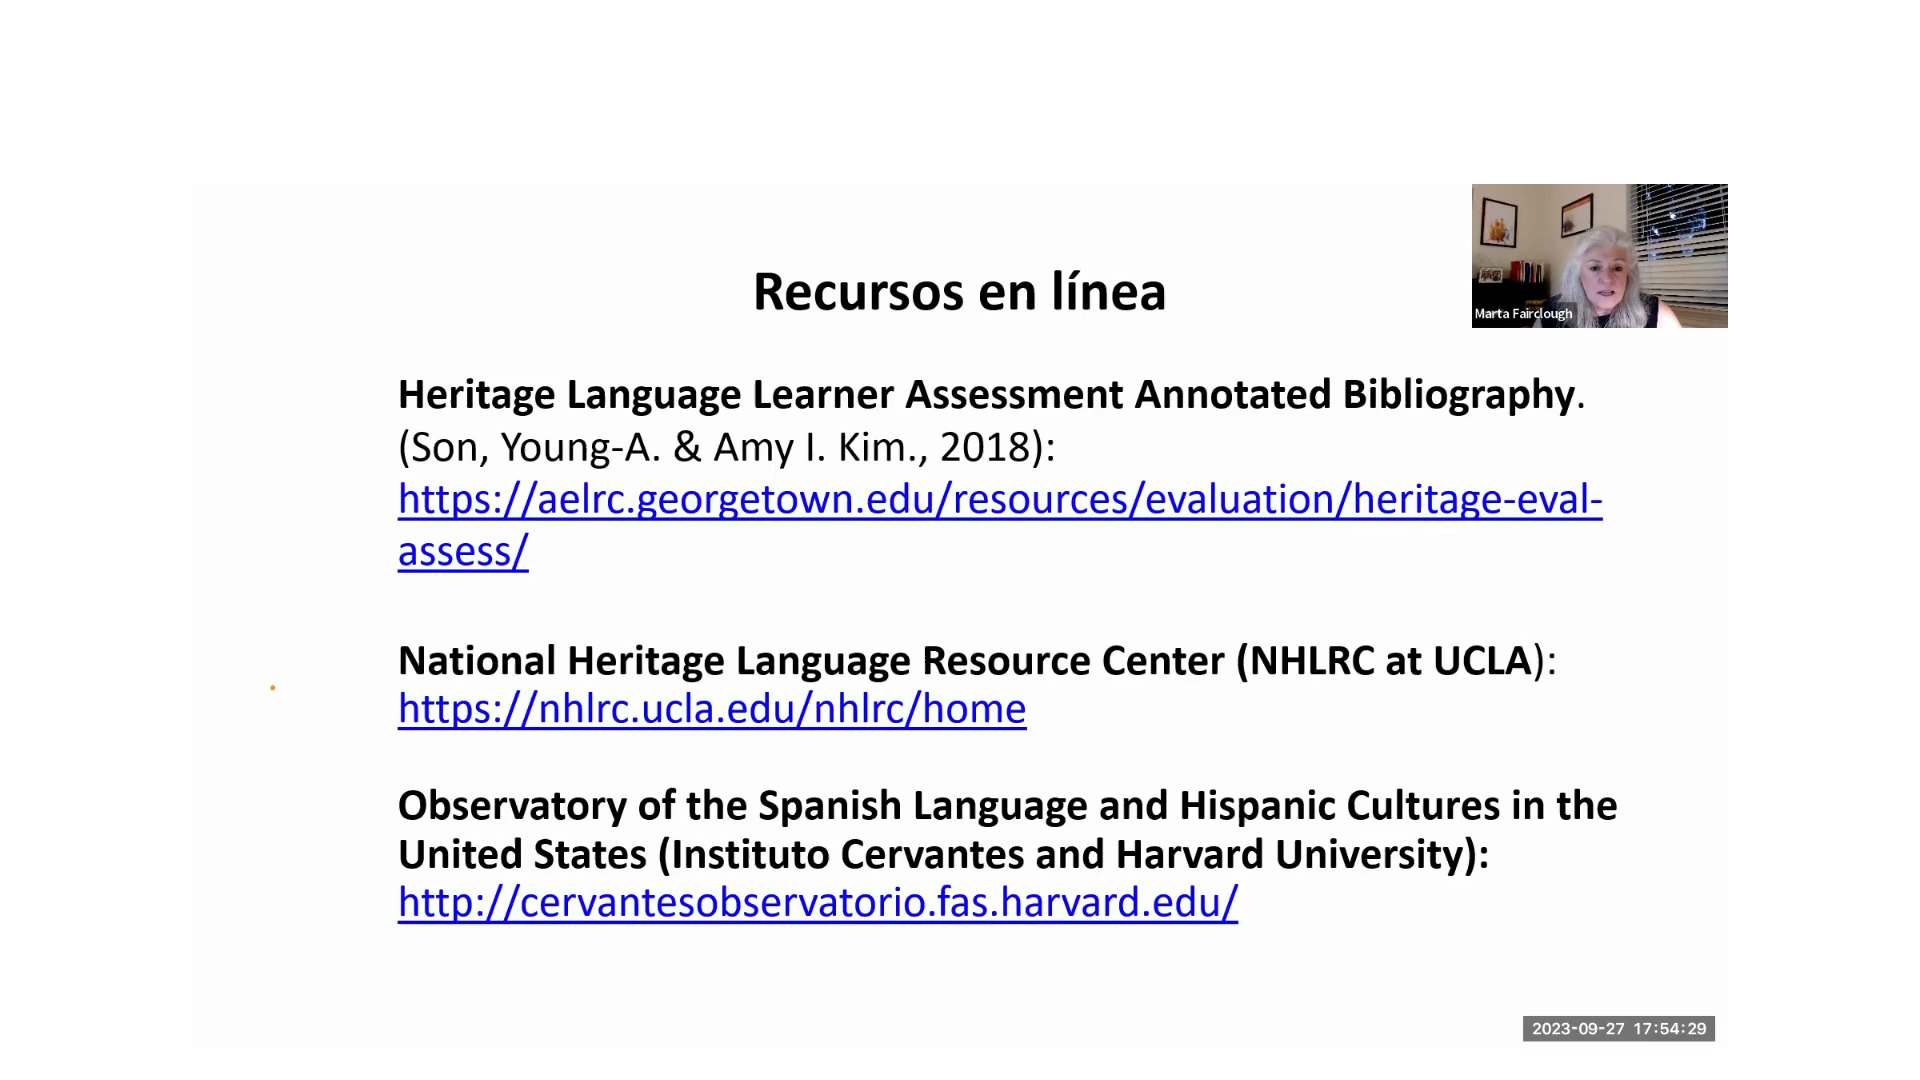 Recursos en línea
Marta Fairclough
Heritage Language Learner Assessment Annotated Bibliography.
(Son, Young-A. & Amy I. Kim., 2018):
https://aelrc.georgetown.edu/resources/evaluation/heritage-eval-
assess/
National Heritage Language Resource Center (NHLRC at UCLA):
https://nhlrc.ucla.edu/nhlrc/home
Observatory of the Spanish Language and Hispanic Cultures in the
United States (Instituto Cervantes and Harvard University):
http://cervantesobservatorio.fas.harvard.edu/
2023-09-27 17:54:29